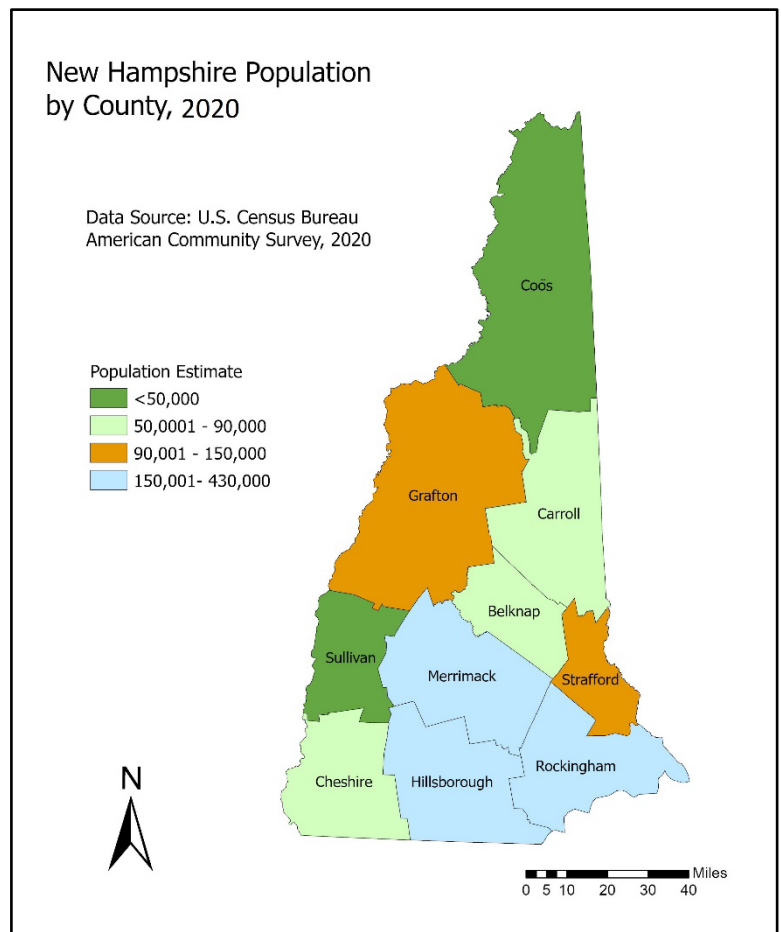 New Hampshire Population
by County, 2020
Data Source: U.S. Census Bureau
American Community Survey, 2020
Coös
Population Estimate
<50,000
50,0001 - 90,000
90,001 - 150,000
150,001- 430,000
Grafton
Carroll
Belknap
Sullivan
Merrimack
Strafford
Cheshire
Hillsborough
Rockingham
N
Miles
0 5 10 20 30 40